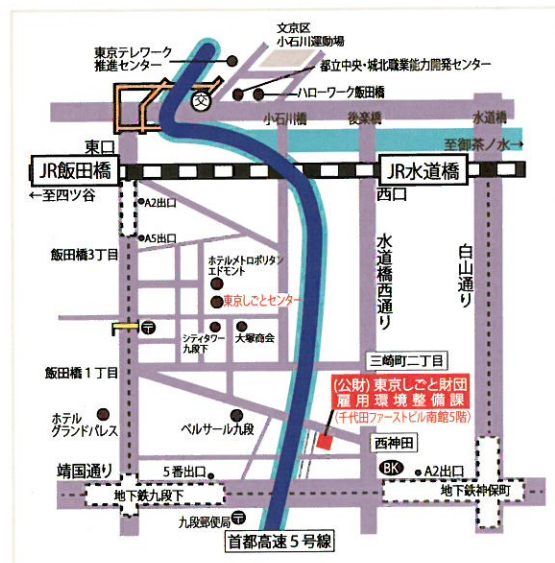 文京区
小石川運動場
東京テレワーク
推進センター
都立中央・城北職業能力開発センター
交
ハローワーク飯田橋
小石川橋
後楽橋
水道橋
東口
至御茶ノ水→
JR飯田橋
JR水道橋
←至四ツ谷
西口
A2出口
A5出口
飯田橋3丁目
ホテルメトロポリタン
エドモント
東京しごとセンター
水道橋西通り
白山通り
〒
シティタワー
九段下
大塚商会
三崎町二丁目
飯田橋1丁目
(公財)東京しごと財団
雇用環境整備課
(千代田ファーストビル南館5階)
ホテル
グランドパレス
ベルサール九段
西神田
BK
A2出口
靖国通り
5番出口
地下鉄九段下
地下鉄神保町
九段郵便局〒
首都高速5号線